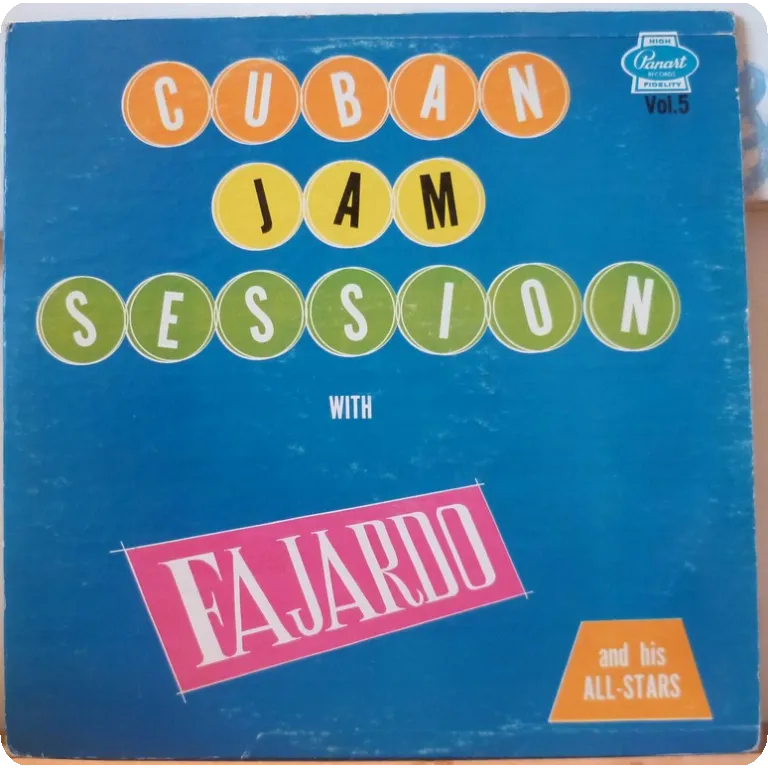 HIGH
Panart
RECORDS
FIDELITY
Vol.5
CUBAN
JAM
SESSION
WITH
FAJARDO
and his
ALL-STARS